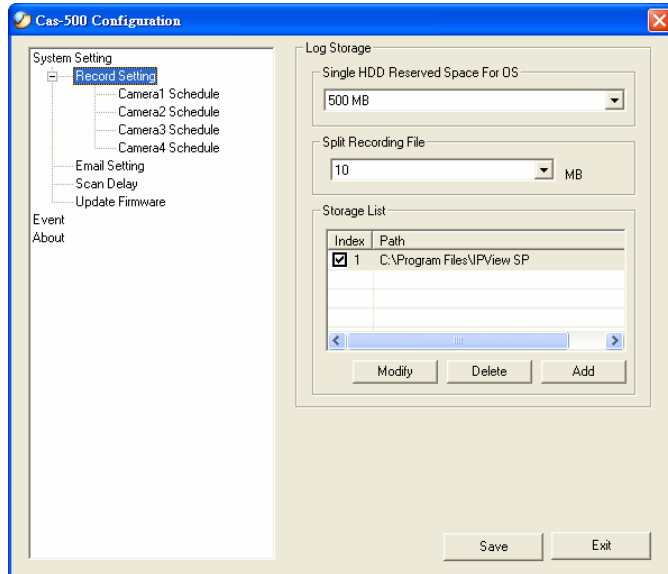 Cas-500 Configuration
System Setting
Record Setting
Camera1 Schedule
Camera2 Schedule
Camera3 Schedule
Camera4 Schedule
Email Setting
Scan Delay
Update Firmware
Event
About
Log Storage
Single HDD Reserved Space For OS
500 MB
Split Recording File
10 MB
Storage List
Index Path
1 C:\Program Files\IPView SP
Modify Delete Add
Save Exit